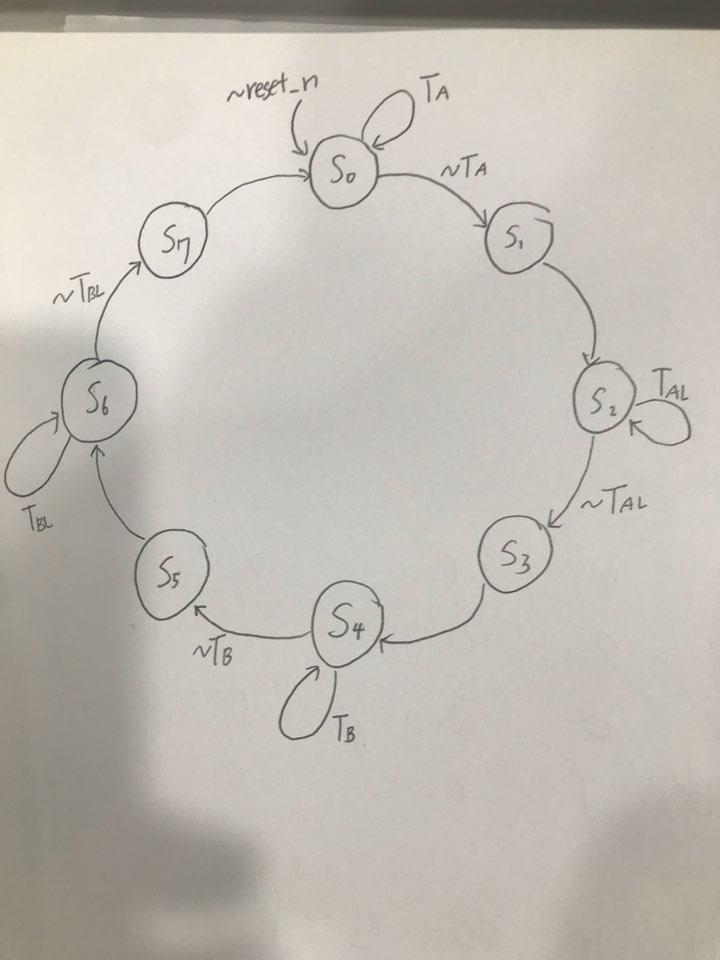 ~reset_n
TA
S0
~TA
S7
S1
~TBL
S6
S2
TAL
TBL
~TAL
S5
S3
S4
~TB
TB